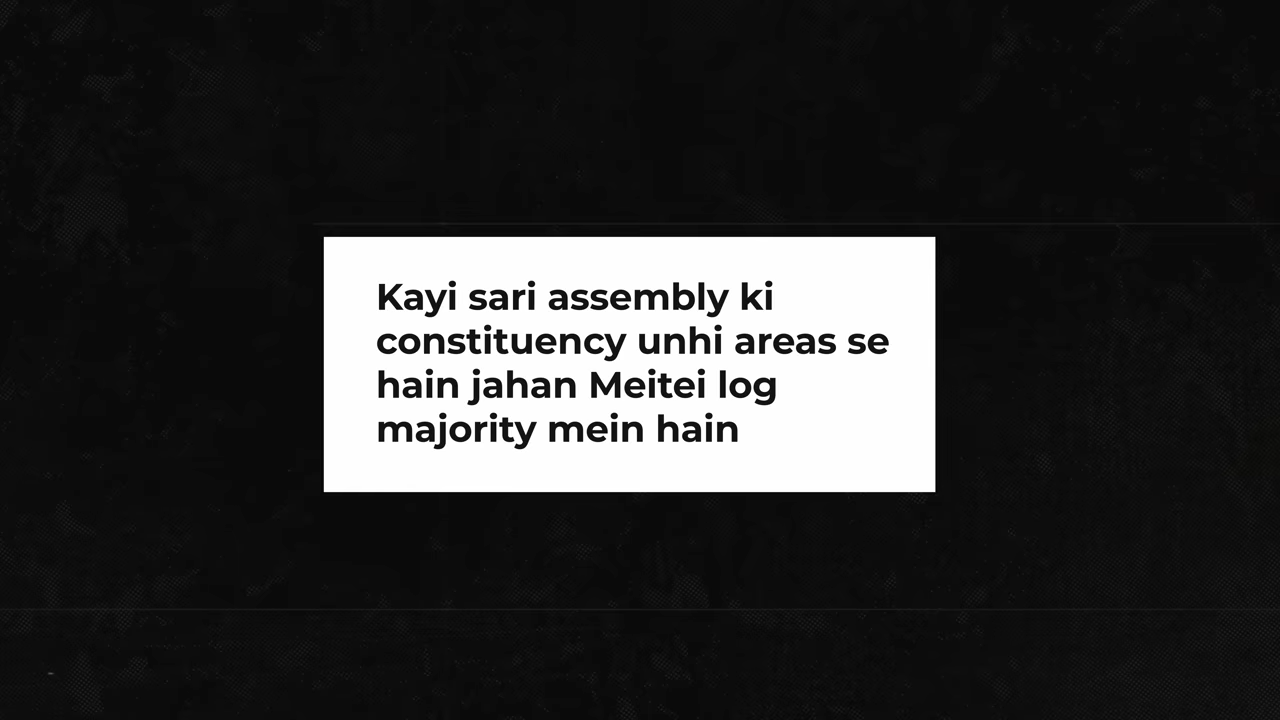 Kayi sari assembly ki
constituency unhi areas se
hain jahan Meitei log
majority mein hain